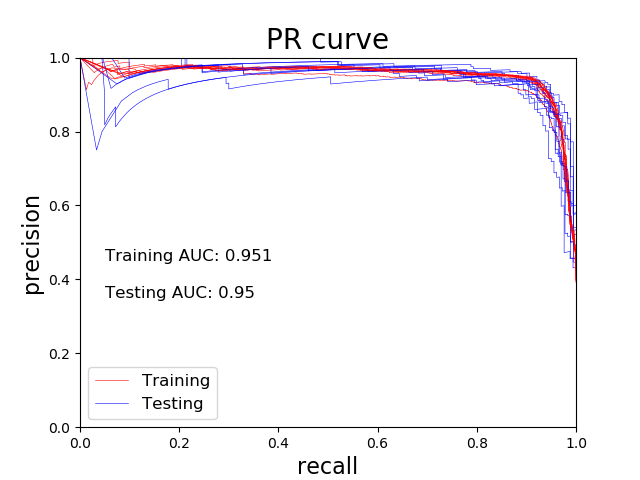 PR curve
precision
1.0
0.8
0.6
0.4
0.2
0.0
Training AUC: 0.951
Testing AUC: 0.95
Training
Testing
0.0 0.2 0.4 0.6 0.8 1.0
recall